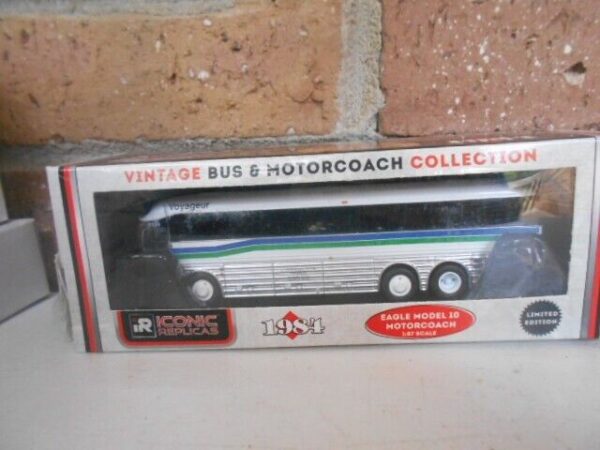 VINTAGE BUS & MOTORCOACH COLLECTION
Voyageur
iR ICONIC
REPLICAS
1984
EAGLE MODEL 10
MOTORCOACH
1:87 SCALE
LIMITED
EDITION